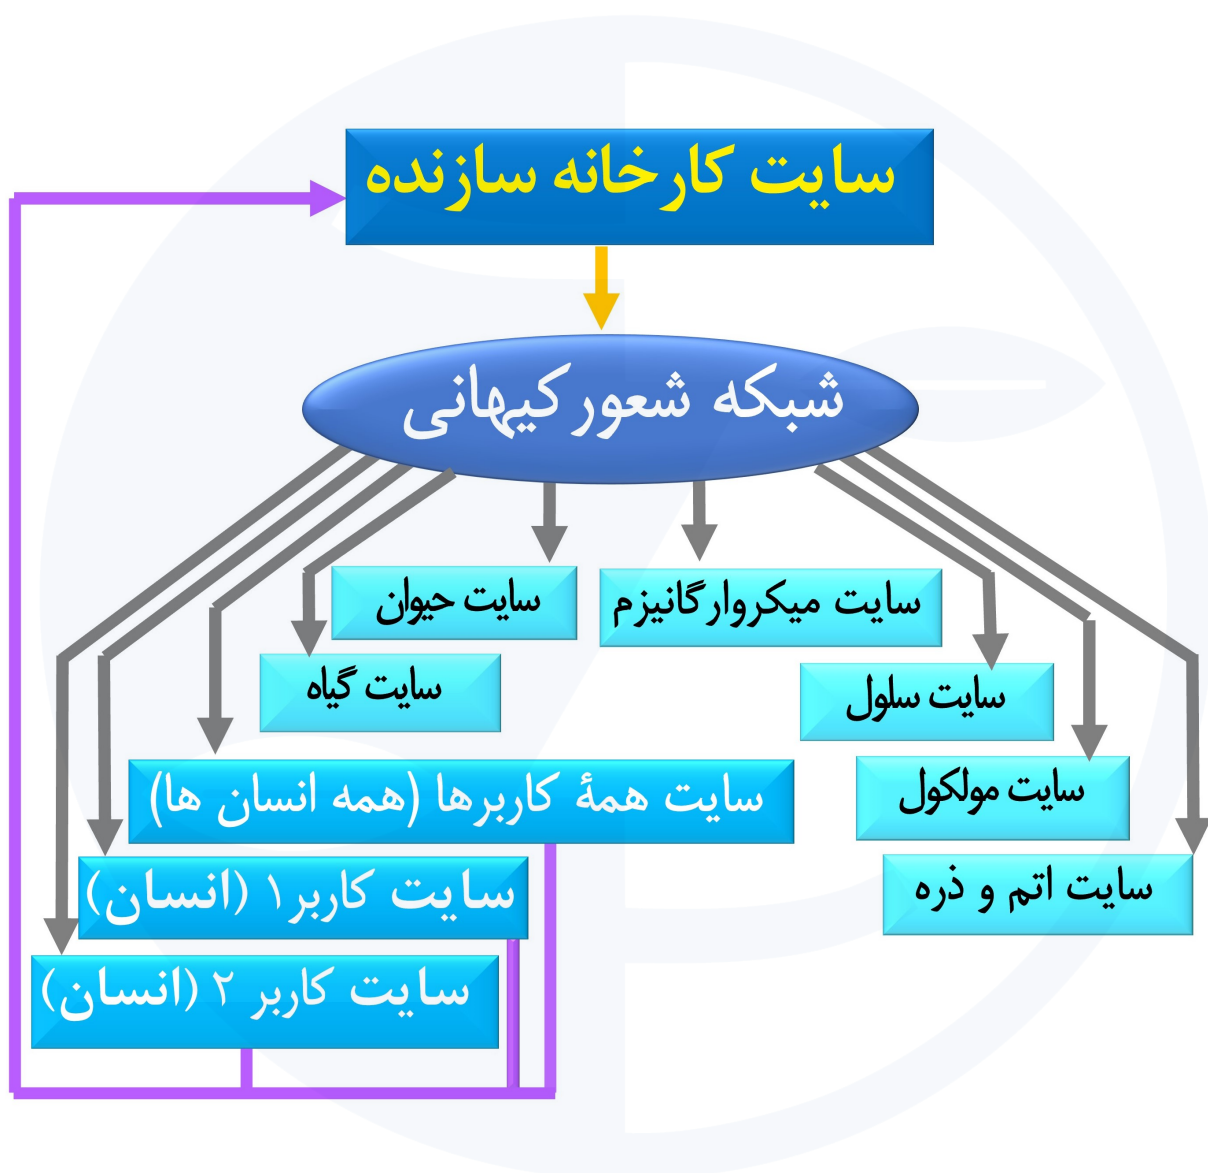 سایت کارخانه سازنده
شبکه شعور کیهانی
سایت میکروارگانیزم
سایت حیوان
سایت گیاه
سایت سلول
سایت مولکول
سایت همهٔ کاربرها (همه انسان ها)
سایت اتم و ذره
سایت کاربر۱ (انسان)
سایت کاربر ۲ (انسان)